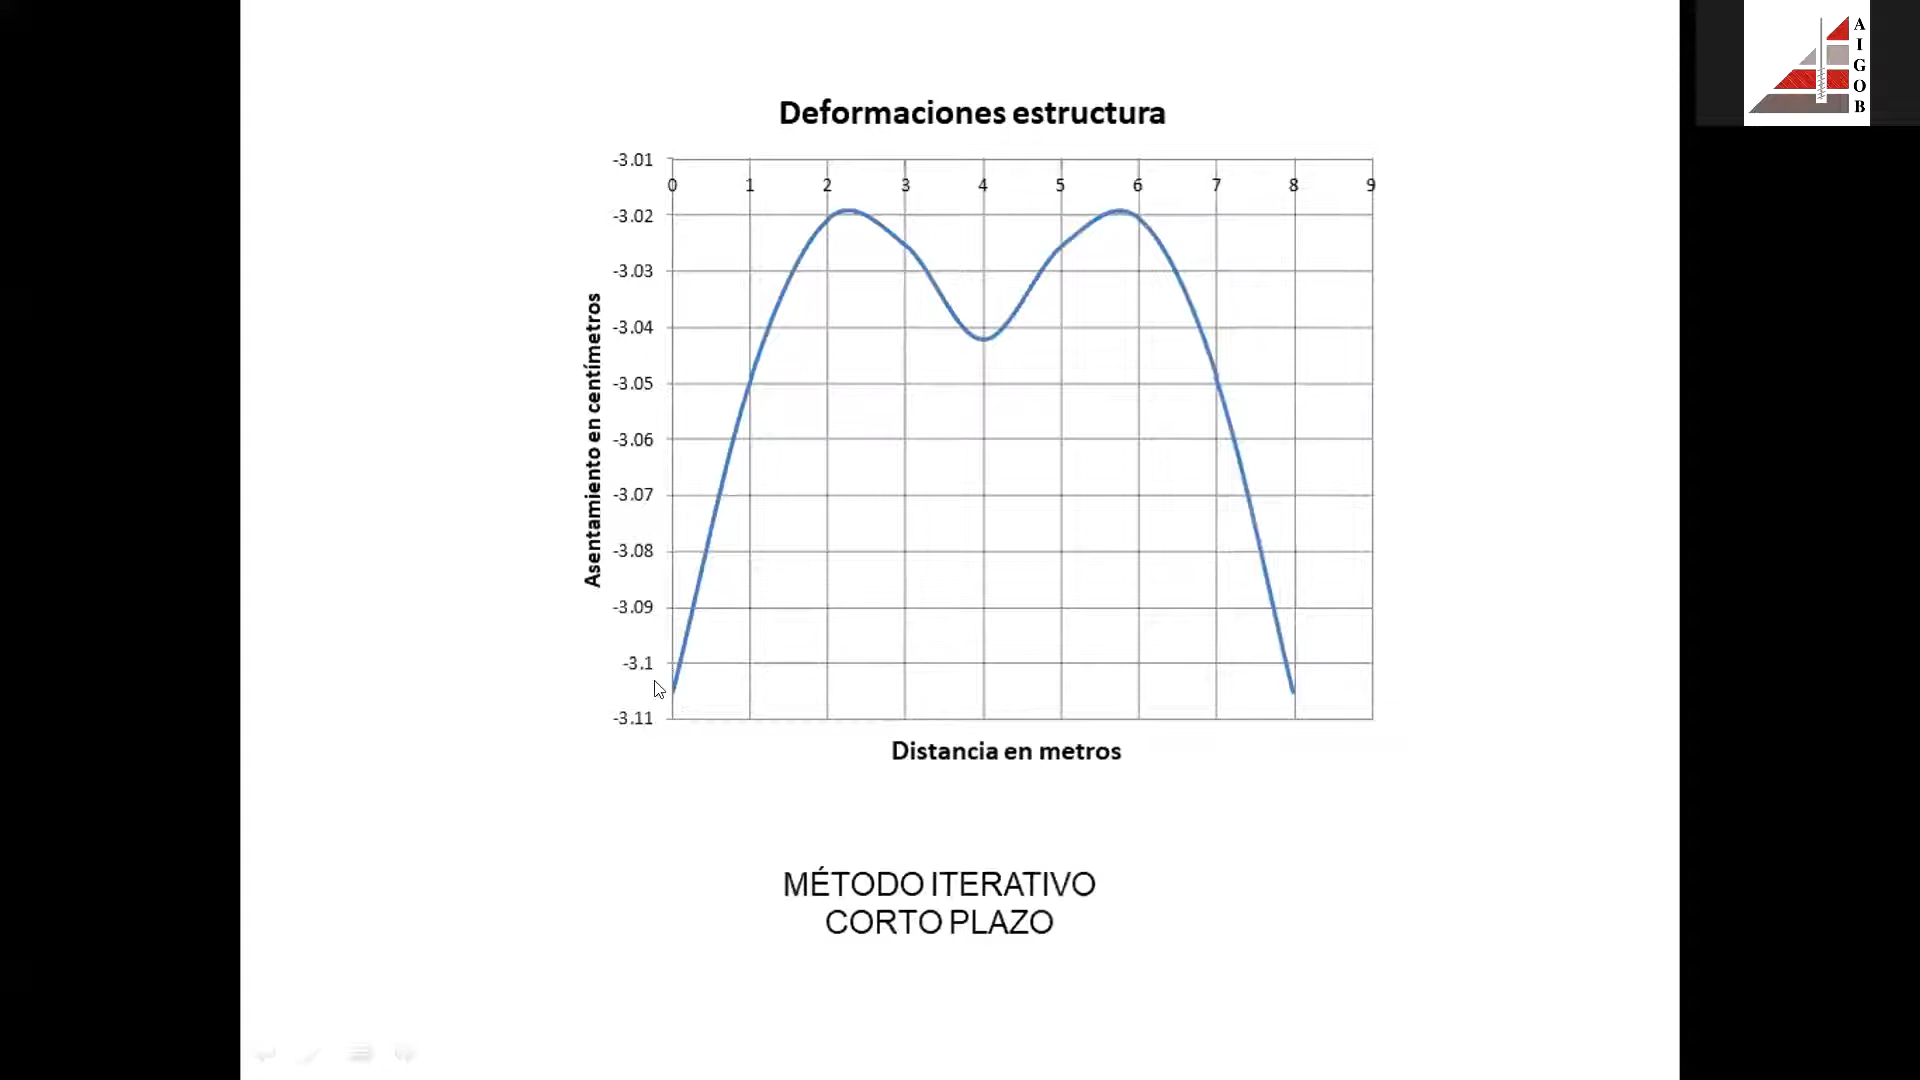 A
I
G
O
B
Deformaciones estructura
-3.01
0 1 2 3 4 5 6 7 8 9
-3.02
-3.03
-3.04
-3.05
-3.06
-3.07
-3.08
-3.09
-3.1
-3.11
Asentamiento en centímetros
Distancia en metros
MÉTODO ITERATIVO
CORTO PLAZO